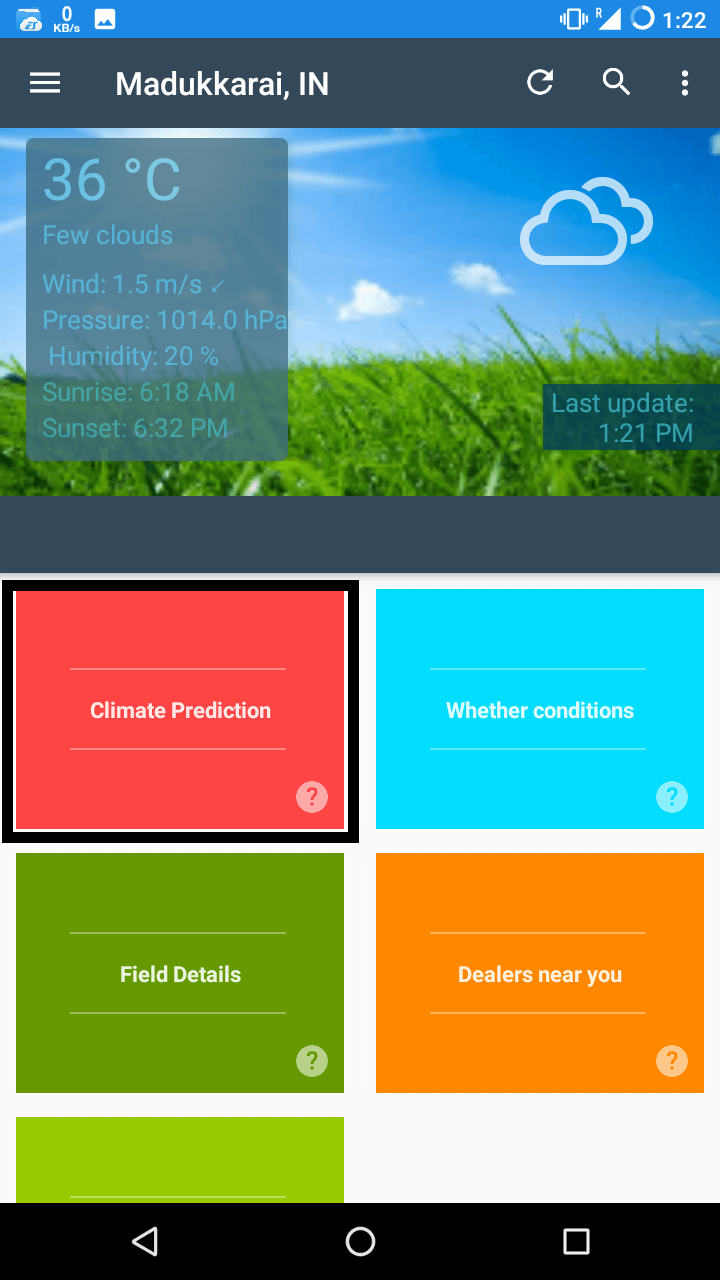 0
KB/s
R
1:22
Madukkarai, IN
36 °C
Few clouds
Wind: 1.5 m/s ↙
Pressure: 1014.0 hPa
Humidity: 20 %
Sunrise: 6:18 AM
Sunset: 6:32 PM
Last update:
1:21 PM
Climate Prediction
?
Whether conditions
?
Field Details
?
Dealers near you
?